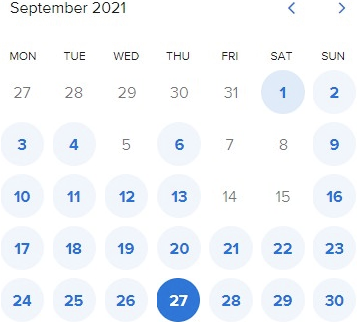 September 2021
MON TUE WED THU FRI SAT SUN
27 28 29 30 31 1 2
3 4 5 6 7 8 9
10 11 12 13 14 15 16
17 18 19 20 21 22 23
24 25 26 27 28 29 30